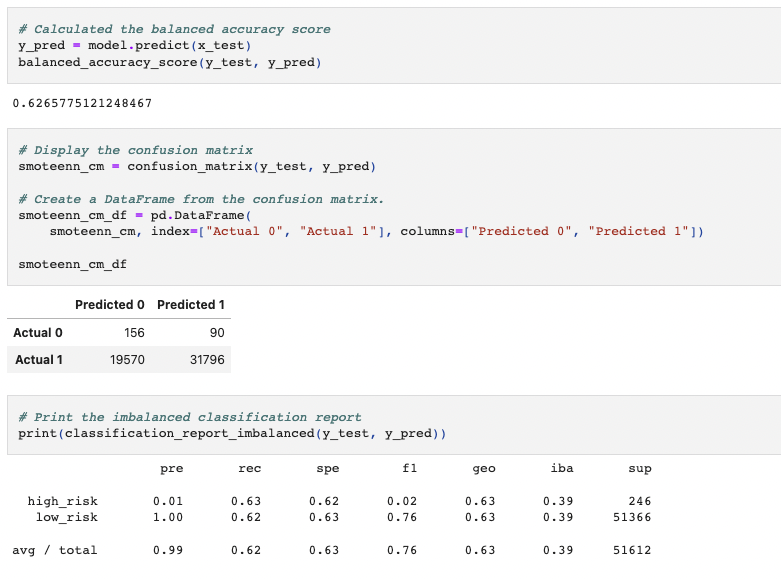 # Calculated the balanced accuracy score
y_pred = model.predict(x_test)
balanced_accuracy_score(y_test, y_pred)
0.6265775121248467
# Display the confusion matrix
smoteenn_cm = confusion_matrix(y_test, y_pred)
# Create a DataFrame from the confusion matrix.
smoteenn_cm_df = pd.DataFrame(
smoteenn_cm, index=["Actual 0", "Actual 1"], columns=["Predicted 0", "Predicted 1"])
smoteenn_cm_df
Predicted 0 Predicted 1
Actual 0 156 90
Actual 1 19570 31796
# Print the imbalanced classification report
print(classification_report_imbalanced(y_test, y_pred))
pre rec spe f1 geo iba sup
high_risk 0.01 0.63 0.62 0.02 0.63 0.39 246
low_risk 1.00 0.62 0.63 0.76 0.63 0.39 51366
avg / total 0.99 0.62 0.63 0.76 0.63 0.39 51612